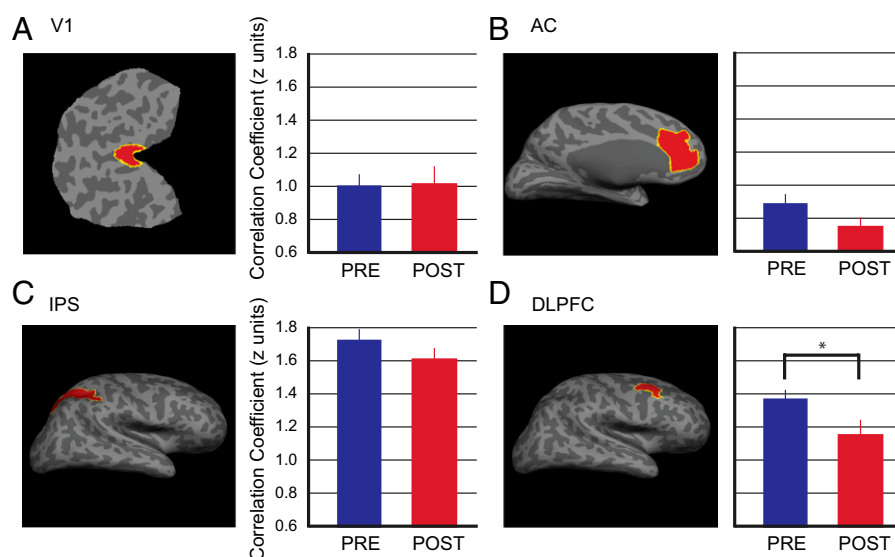 A V1
Correlation Coefficient (z units)
1.8
1.6
1.4
1.2
1.0
0.8
0.6
PRE POST
B AC
PRE POST
C IPS
Correlation Coefficient (z units)
1.8
1.6
1.4
1.2
1.0
0.8
0.6
PRE POST
D DLPFC
*
PRE POST